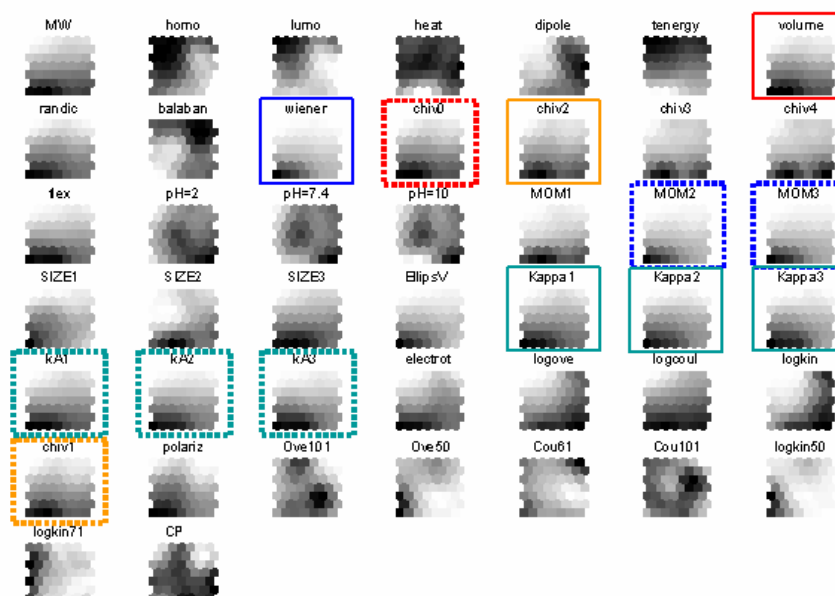 MW homo lumo heat dipole tenergy volume
randic balaban wiener chiv0 chiv2 chiv3 chiv4
flex pH=2 pH=7.4 pH=10 MOM1 MOM2 MOM3
SIZE1 SIZE2 SIZE3 EllipsV Kappa1 Kappa2 Kappa3
kA1 kA2 kA3 electrot logove logcoul logkin
chiv1 polariz Ove101 Ove50 Cou61 Cou101 logkin50
logkin71 CP